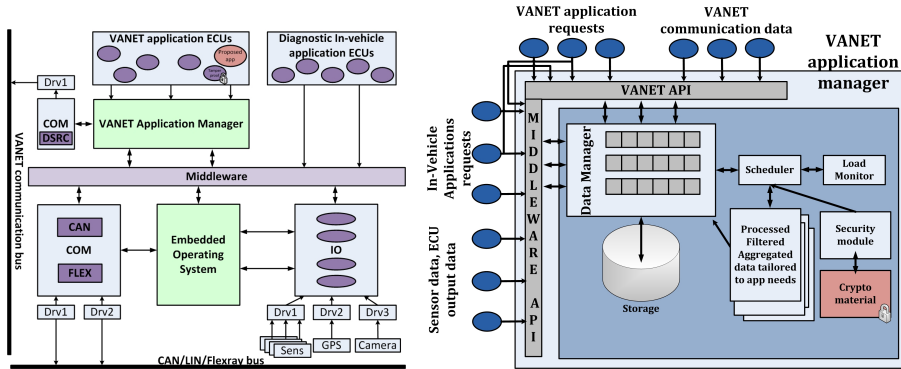 VANET application ECUs
Proposed
app
Diagnostic In-vehicle
application ECUs
Drv1
COM
DSRC
VANET Application Manager
VANET communication bus
Middleware
CAN
COM
FLEX
Embedded
Operating
System
IO
Drv1
Drv2
Drv1
Drv2
Drv3
Sens
GPS
Camera
CAN/LIN/Flexray bus
VANET application
requests
VANET
communication data
VANET
application
manager
VANET API
MIDDLEWARE API
In-Vehicle
Applications
requests
Sensor data, ECU
output data
Data Manager
Storage
Scheduler
Load
Monitor
Processed
Filtered
Aggregated
data tailored
to app needs
Security
module
Crypto
material